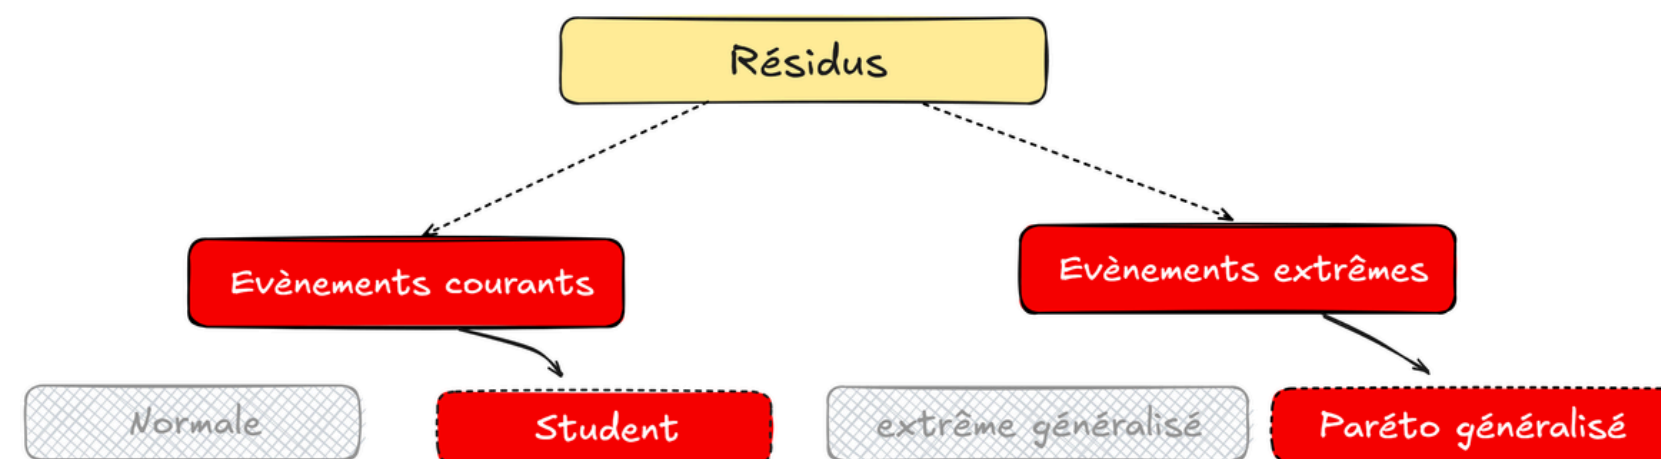 Résidus
Evènements courants
Evènements extrêmes
Normale
Student
extrême généralisé
Paréto généralisé